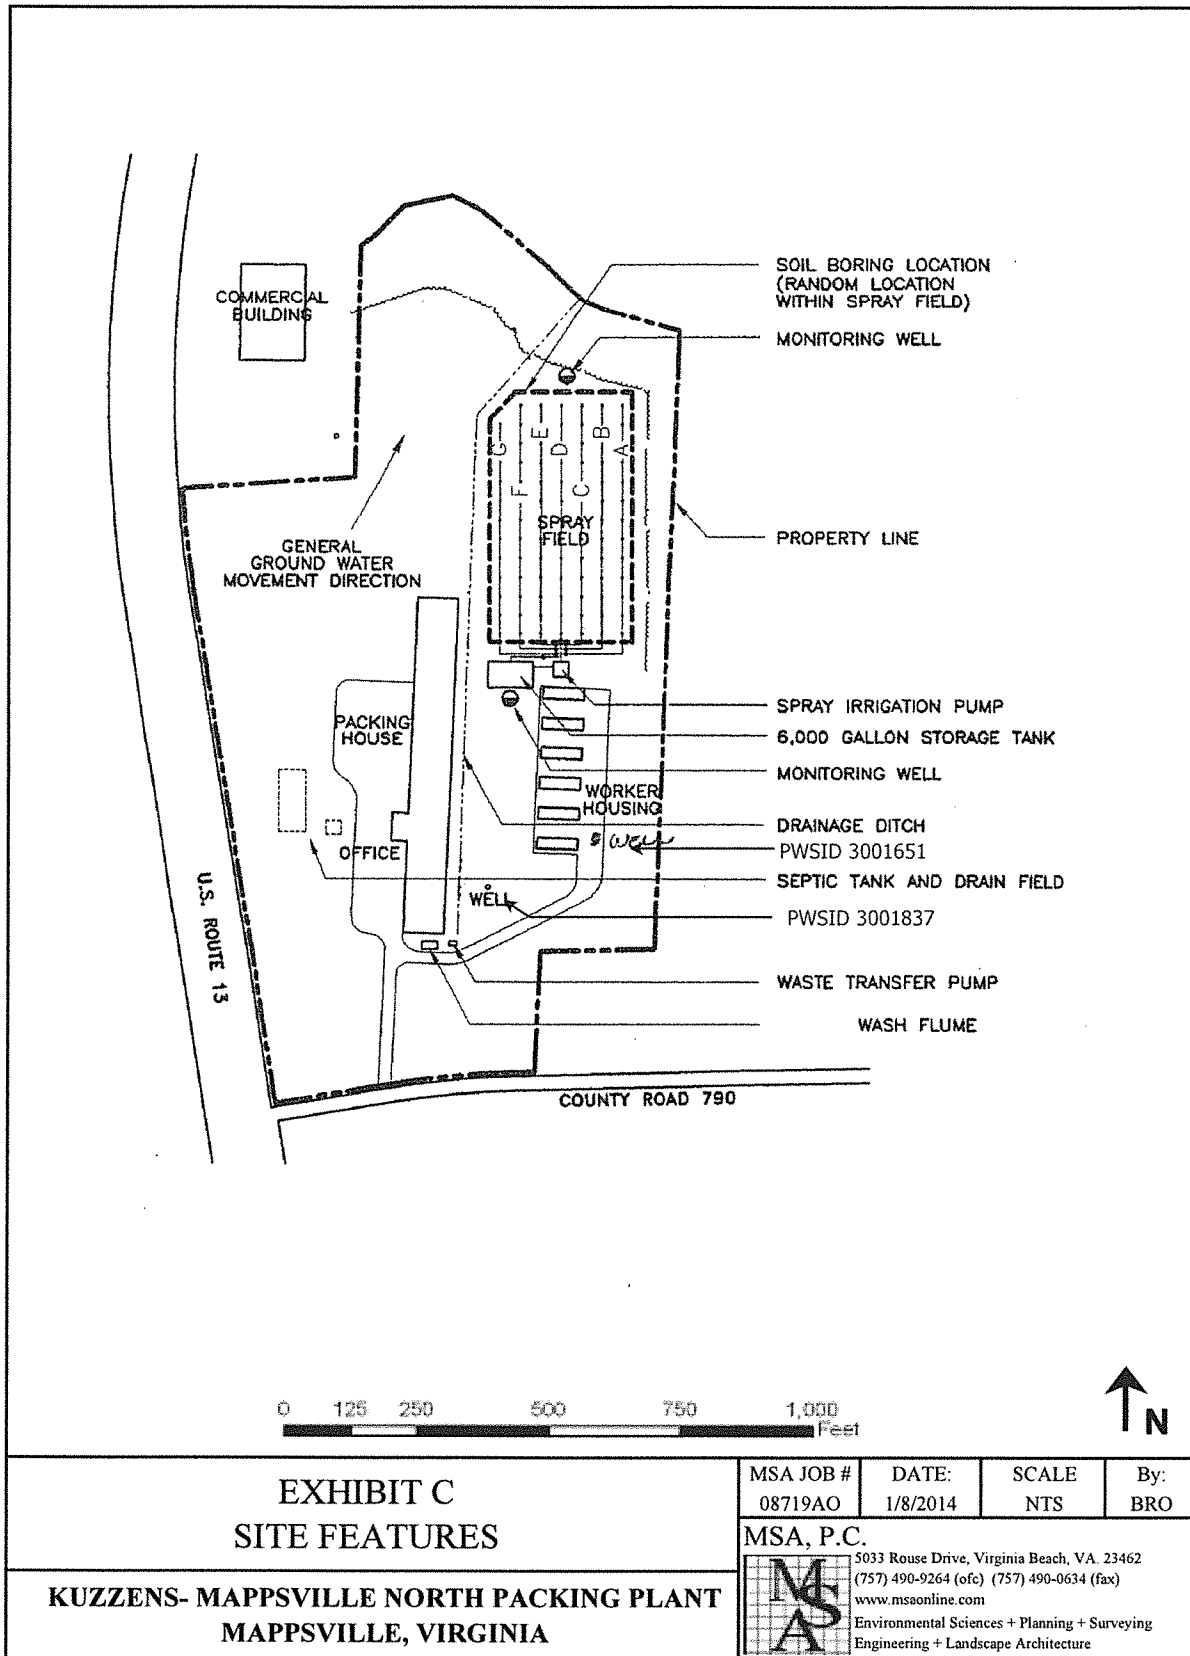 COMMERCIAL
BUILDING
SOIL BORING LOCATION
(RANDOM LOCATION
WITHIN SPRAY FIELD)
MONITORING WELL
G
F
E
D
C
B
A
SPRAY
FIELD
PROPERTY LINE
GENERAL
GROUND WATER
MOVEMENT DIRECTION
SPRAY IRRIGATION PUMP
6,000 GALLON STORAGE TANK
MONITORING WELL
PACKING
HOUSE
WORKER
HOUSING
DRAINAGE DITCH
WELL
PWSID 3001651
OFFICE
SEPTIC TANK AND DRAIN FIELD
WELL
PWSID 3001837
U.S. ROUTE 13
WASTE TRANSFER PUMP
WASH FLUME
COUNTY ROAD 790
0 125 250 500 750 1,000
Feet
N
EXHIBIT C
SITE FEATURES
KUZZENS- MAPPSVILLE NORTH PACKING PLANT
MAPPSVILLE, VIRGINIA
MSA JOB #
08719AO
DATE:
1/8/2014
SCALE
NTS
By:
BRO
MSA, P.C.
MSA
5033 Rouse Drive, Virginia Beach, VA. 23462
(757) 490-9264 (ofc) (757) 490-0634 (fax)
www.msaonline.com
Environmental Sciences + Planning + Surveying
Engineering + Landscape Architecture